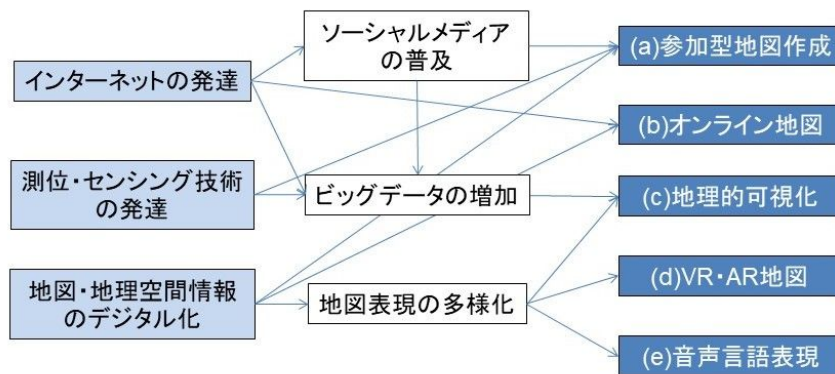 インターネットの発達
測位・センシング技術
の発達
地図・地理空間情報
のデジタル化
ソーシャルメディア
の普及
ビッグデータの増加
地図表現の多様化
(a)参加型地図作成
(b)オンライン地図
(c)地理的可視化
(d)VR・AR地図
(e)音声言語表現